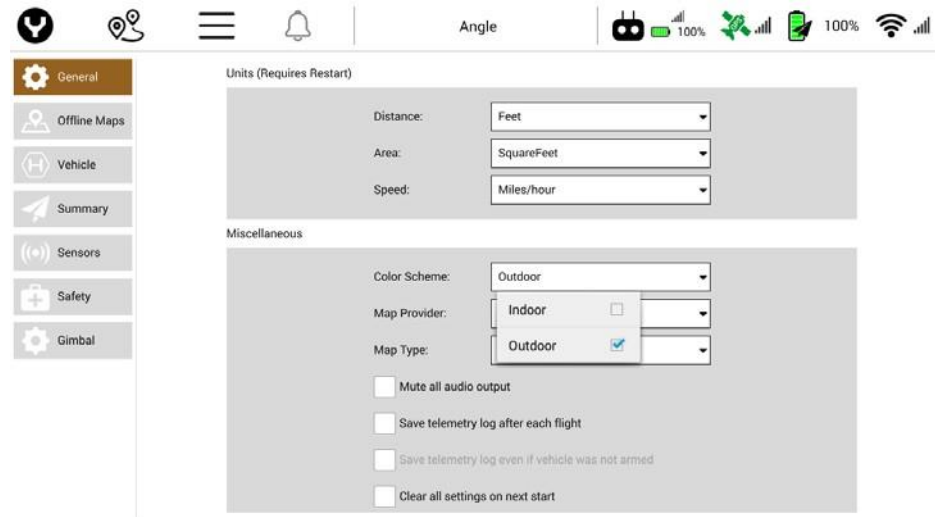 Angle
100%
100%
General
Offline Maps
Vehicle
Summary
Sensors
Safety
Gimbal
Units (Requires Restart)
Distance: Feet
Area: SquareFeet
Speed: Miles/hour
Miscellaneous
Color Scheme: Outdoor
Map Provider:
Indoor
Outdoor
Map Type:
Mute all audio output
Save telemetry log after each flight
Save telemetry log even if vehicle was not armed
Clear all settings on next start